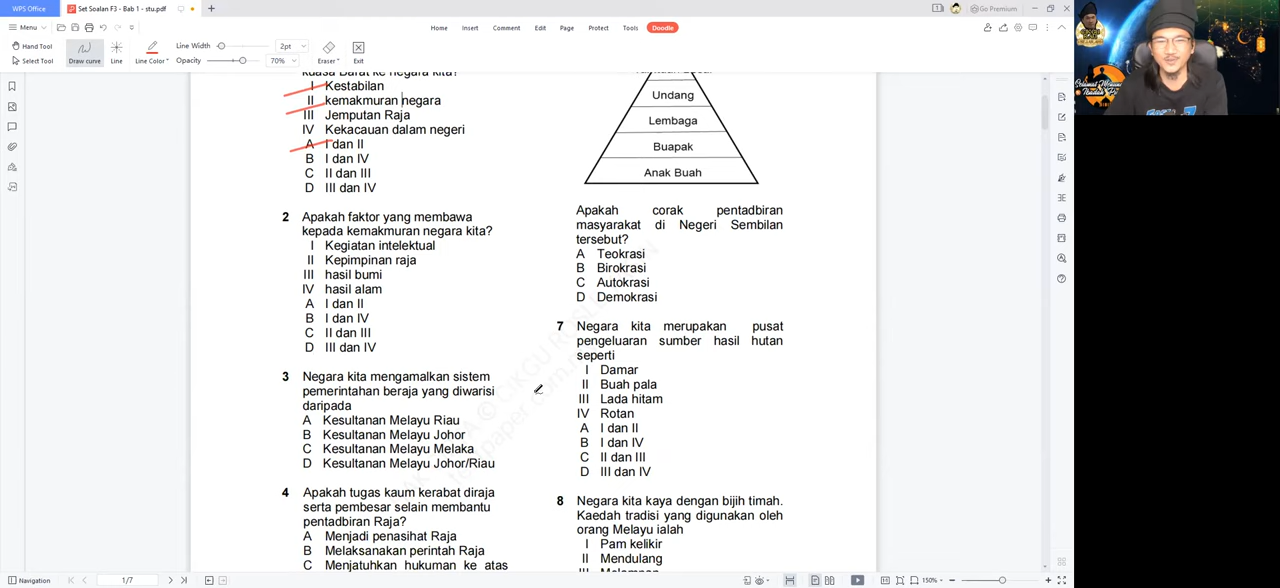 WPS Office
Set Soalan F3 - Bab 1 - stu.pdf
Go Premium
Menu
Home
Insert
Comment
Edit
Page
Protect
Tools
Doodle
Hand Tool
Select Tool
Draw curve
Line
Line Color
Line Width
2pt
Opacity
70%
Eraser
Exit
kuasa Barat ke negara kita?
I Kestabilan
II kemakmuran negara
III Jemputan Raja
IV Kekacauan dalam negeri
A I dan II
B I dan IV
C II dan III
D III dan IV
2 Apakah faktor yang membawa
kepada kemakmuran negara kita?
I Kegiatan intelektual
II Kepimpinan raja
III hasil bumi
IV hasil alam
A I dan II
B I dan IV
C II dan III
D III dan IV
3 Negara kita mengamalkan sistem
pemerintahan beraja yang diwarisi
daripada
A Kesultanan Melayu Riau
B Kesultanan Melayu Johor
C Kesultanan Melayu Melaka
D Kesultanan Melayu Johor/Riau
4 Apakah tugas kaum kerabat diraja
serta pembesar selain membantu
pentadbiran Raja?
A Menjadi penasihat Raja
B Melaksanakan perintah Raja
C Menjatuhkan hukuman ke atas
Undang
Lembaga
Buapak
Anak Buah
Apakah corak pentadbiran
masyarakat di Negeri Sembilan
tersebut?
A Teokrasi
B Birokrasi
C Autokrasi
D Demokrasi
7 Negara kita merupakan pusat
pengeluaran sumber hasil hutan
seperti
I Damar
II Buah pala
III Lada hitam
IV Rotan
A I dan II
B I dan IV
C II dan III
D III dan IV
8 Negara kita kaya dengan bijih timah.
Kaedah tradisi yang digunakan oleh
orang Melayu ialah
I Pam kelikir
II Mendulang
Navigation
1/7
150%